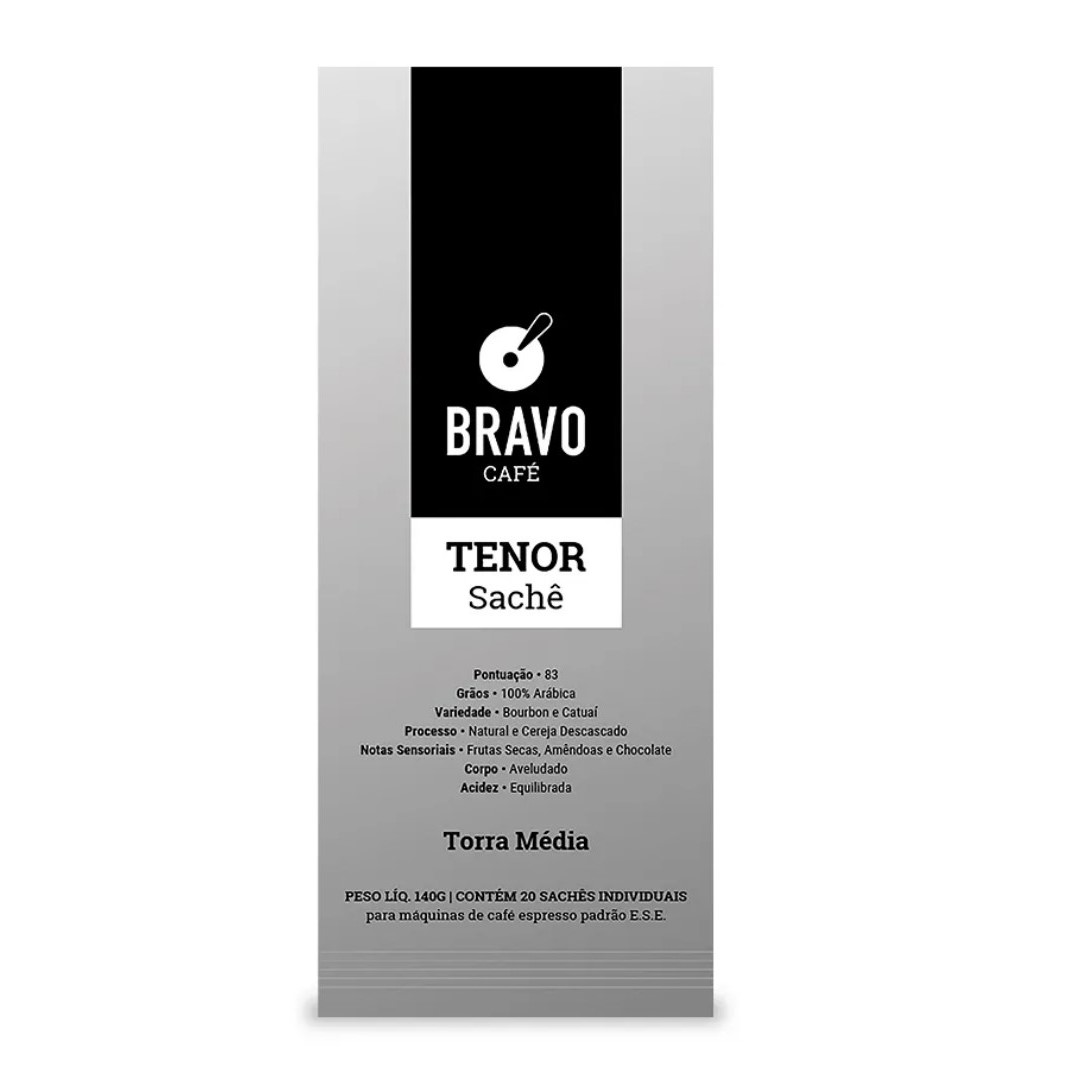 BRAVO
CAFÉ
TENOR
Sachê
Pontuação • 83
Grãos • 100% Arábica
Variedade • Bourbon e Catuaí
Processo • Natural e Cereja Descascado
Notas Sensoriais • Frutas Secas, Amêndoas e Chocolate
Corpo • Aveludado
Acidez • Equilibrada
Torra Média
PESO LÍQ. 140G | CONTÉM 20 SACHÊS INDIVIDUAIS
para máquinas de café espresso padrão E.S.E.